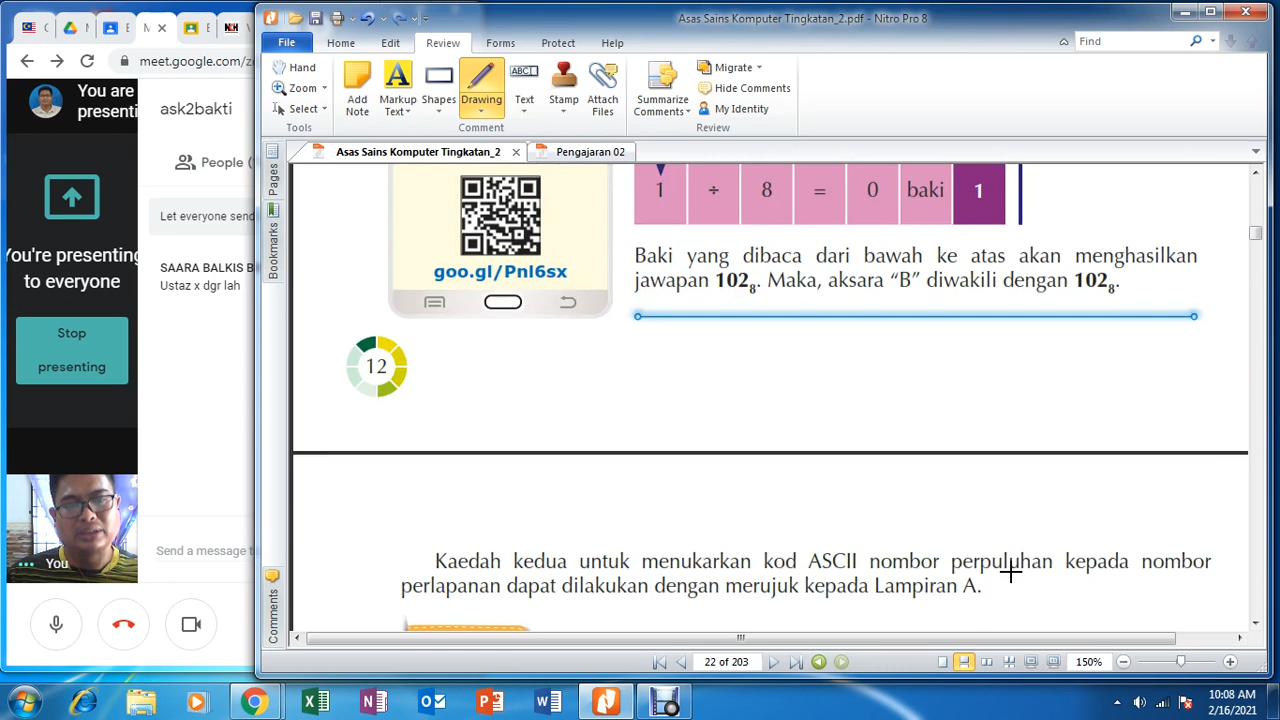 Asas Sains Komputer Tingkatan_2.pdf - Nitro Pro 8
meet.google.com/z
File
Home
Edit
Review
Forms
Protect
Help
Find
Hand
Zoom
Select
Tools
Add Note
Markup Text
Shapes
Drawing
Text
Stamp
Attach Files
Comment
Summarize Comments
Migrate
Hide Comments
My Identity
Review
Asas Sains Komputer Tingkatan_2
Pengajaran 02
You are
presenti
ask2bakti
People (
Let everyone send
SAARA BALKIS B
Ustaz x dgr lah
You're presenting
to everyone
Stop
presenting
You
Send a message t
Pages
Bookmarks
Comments
goo.gl/Pnl6sx
1 ÷ 8 = 0 baki 1
Baki yang dibaca dari bawah ke atas akan menghasilkan
jawapan 102₈. Maka, aksara “B” diwakili dengan 102₈.
12
Kaedah kedua untuk menukarkan kod ASCII nombor perpuluhan kepada nombor
perlapanan dapat dilakukan dengan merujuk kepada Lampiran A.
22 of 203
150%
10:08 AM
2/16/2021